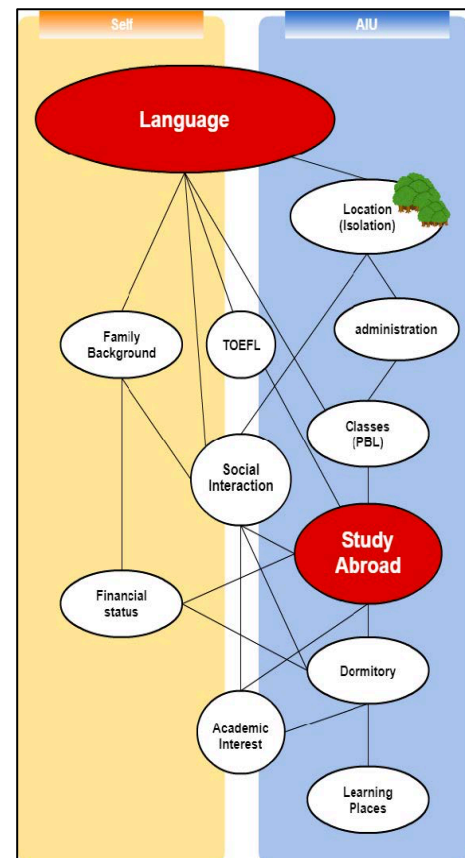 Self
AIU
Language
Location
(Isolation)
Family
Background
TOEFL
administration
Classes
(PBL)
Social
Interaction
Study
Abroad
Financial
status
Dormitory
Academic
Interest
Learning
Places